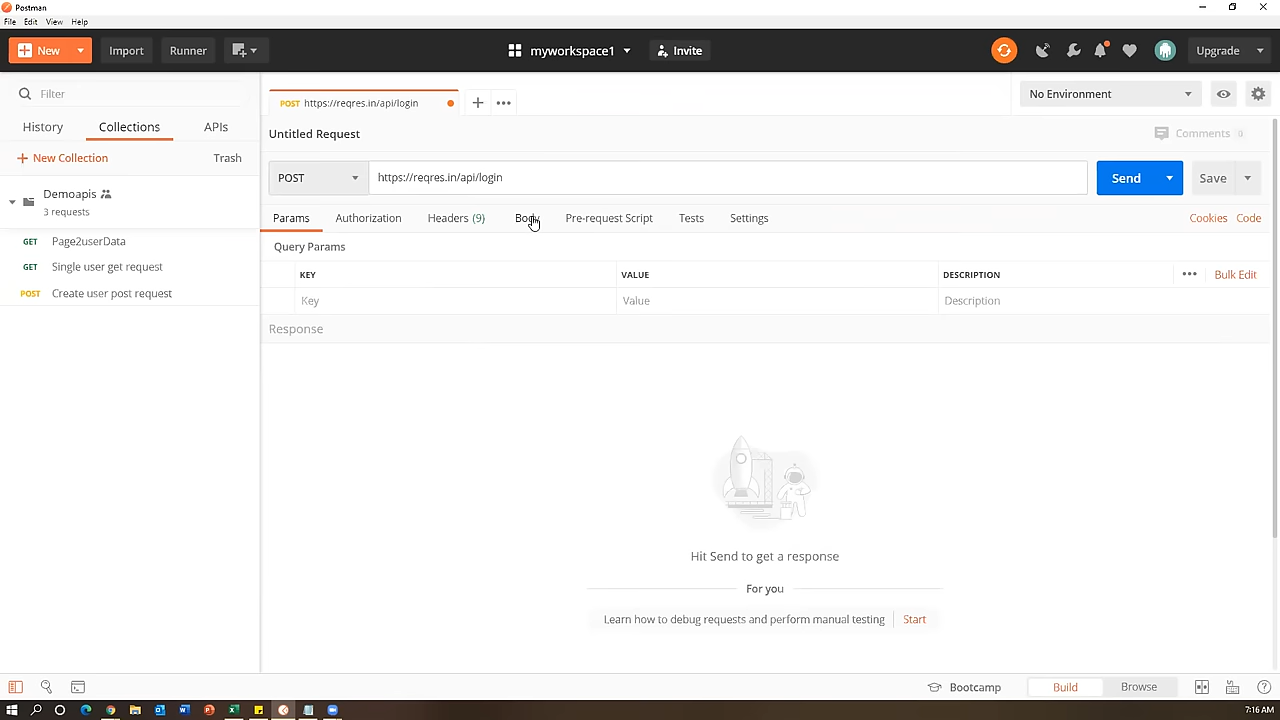 Postman
File Edit View Help
New Import Runner myworkspace1 Invite Upgrade
Filter
History Collections APIs
New Collection Trash
Demoapis
3 requests
GET Page2userData
GET Single user get request
POST Create user post request
POST https://reqres.in/api/login
No Environment
Untitled Request
Comments 0
POST https://reqres.in/api/login Send Save
Params Authorization Headers (9) Body Pre-request Script Tests Settings Cookies Code
Query Params
KEY VALUE DESCRIPTION Bulk Edit
Key Value Description
Response
Hit Send to get a response
For you
Learn how to debug requests and perform manual testing Start
Bootcamp Build Browse
7:16 AM